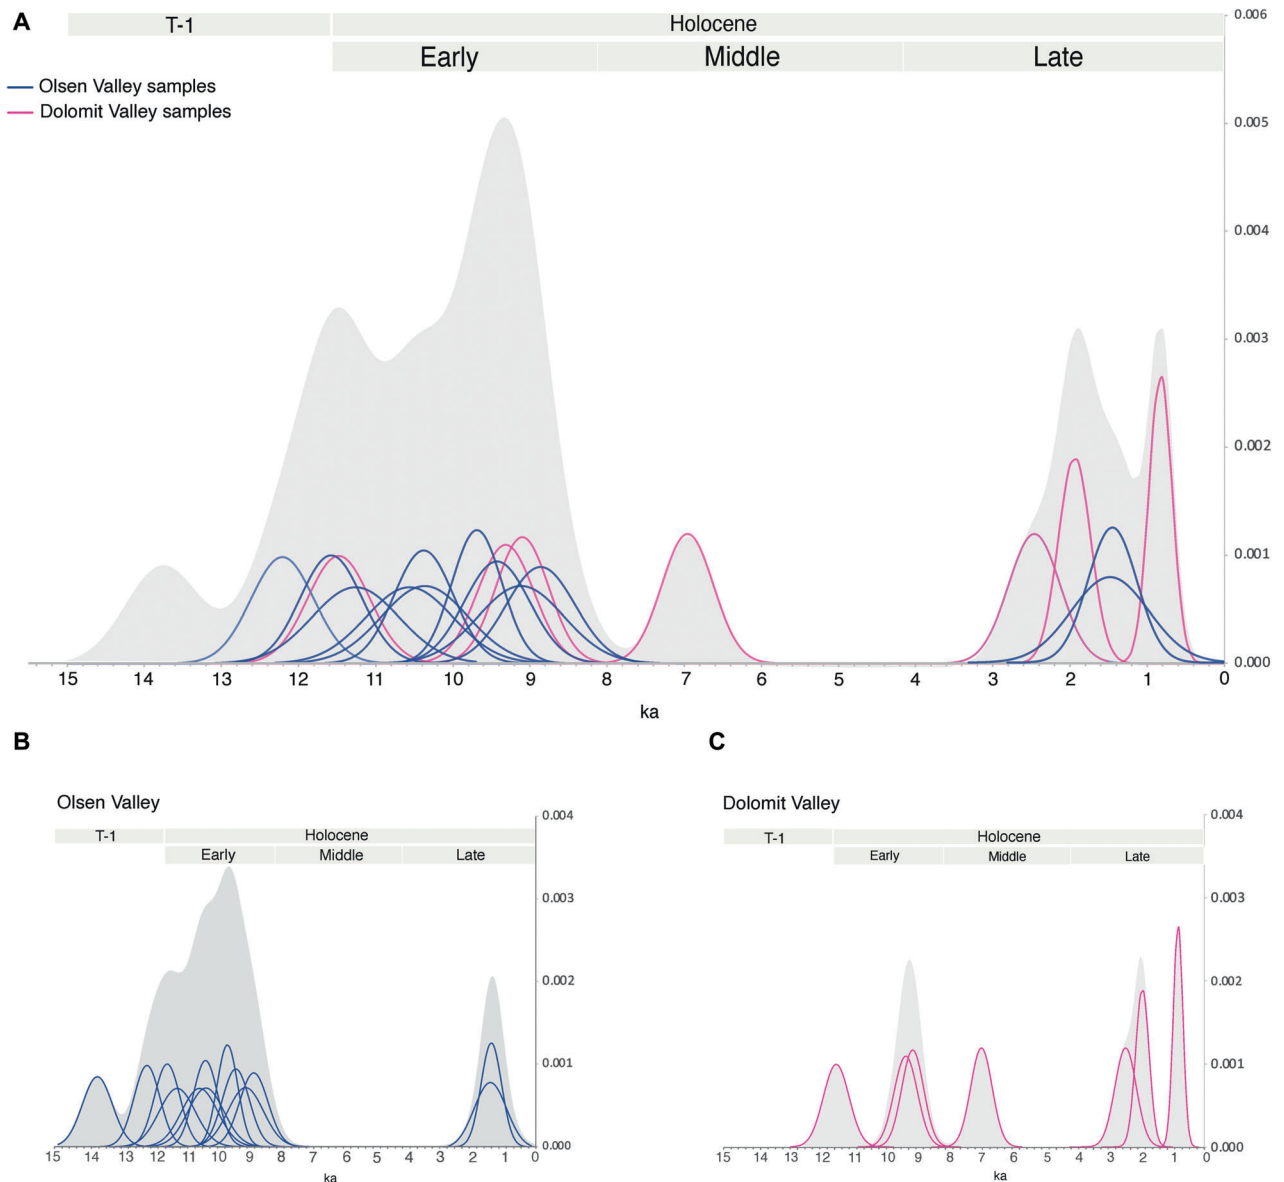 A
T-1 Holocene
Early Middle Late
Olsen Valley samples
Dolomit Valley samples
0.006
0.005
0.004
0.003
0.002
0.001
0.000
15 14 13 12 11 10 9 8 7 6 5 4 3 2 1 0
ka
B
Olsen Valley
T-1 Holocene
Early Middle Late
0.004
0.003
0.002
0.001
0.000
15 14 13 12 11 10 9 8 7 6 5 4 3 2 1 0
ka
C
Dolomit Valley
T-1 Holocene
Early Middle Late
0.004
0.003
0.002
0.001
0.000
15 14 13 12 11 10 9 8 7 6 5 4 3 2 1 0
ka